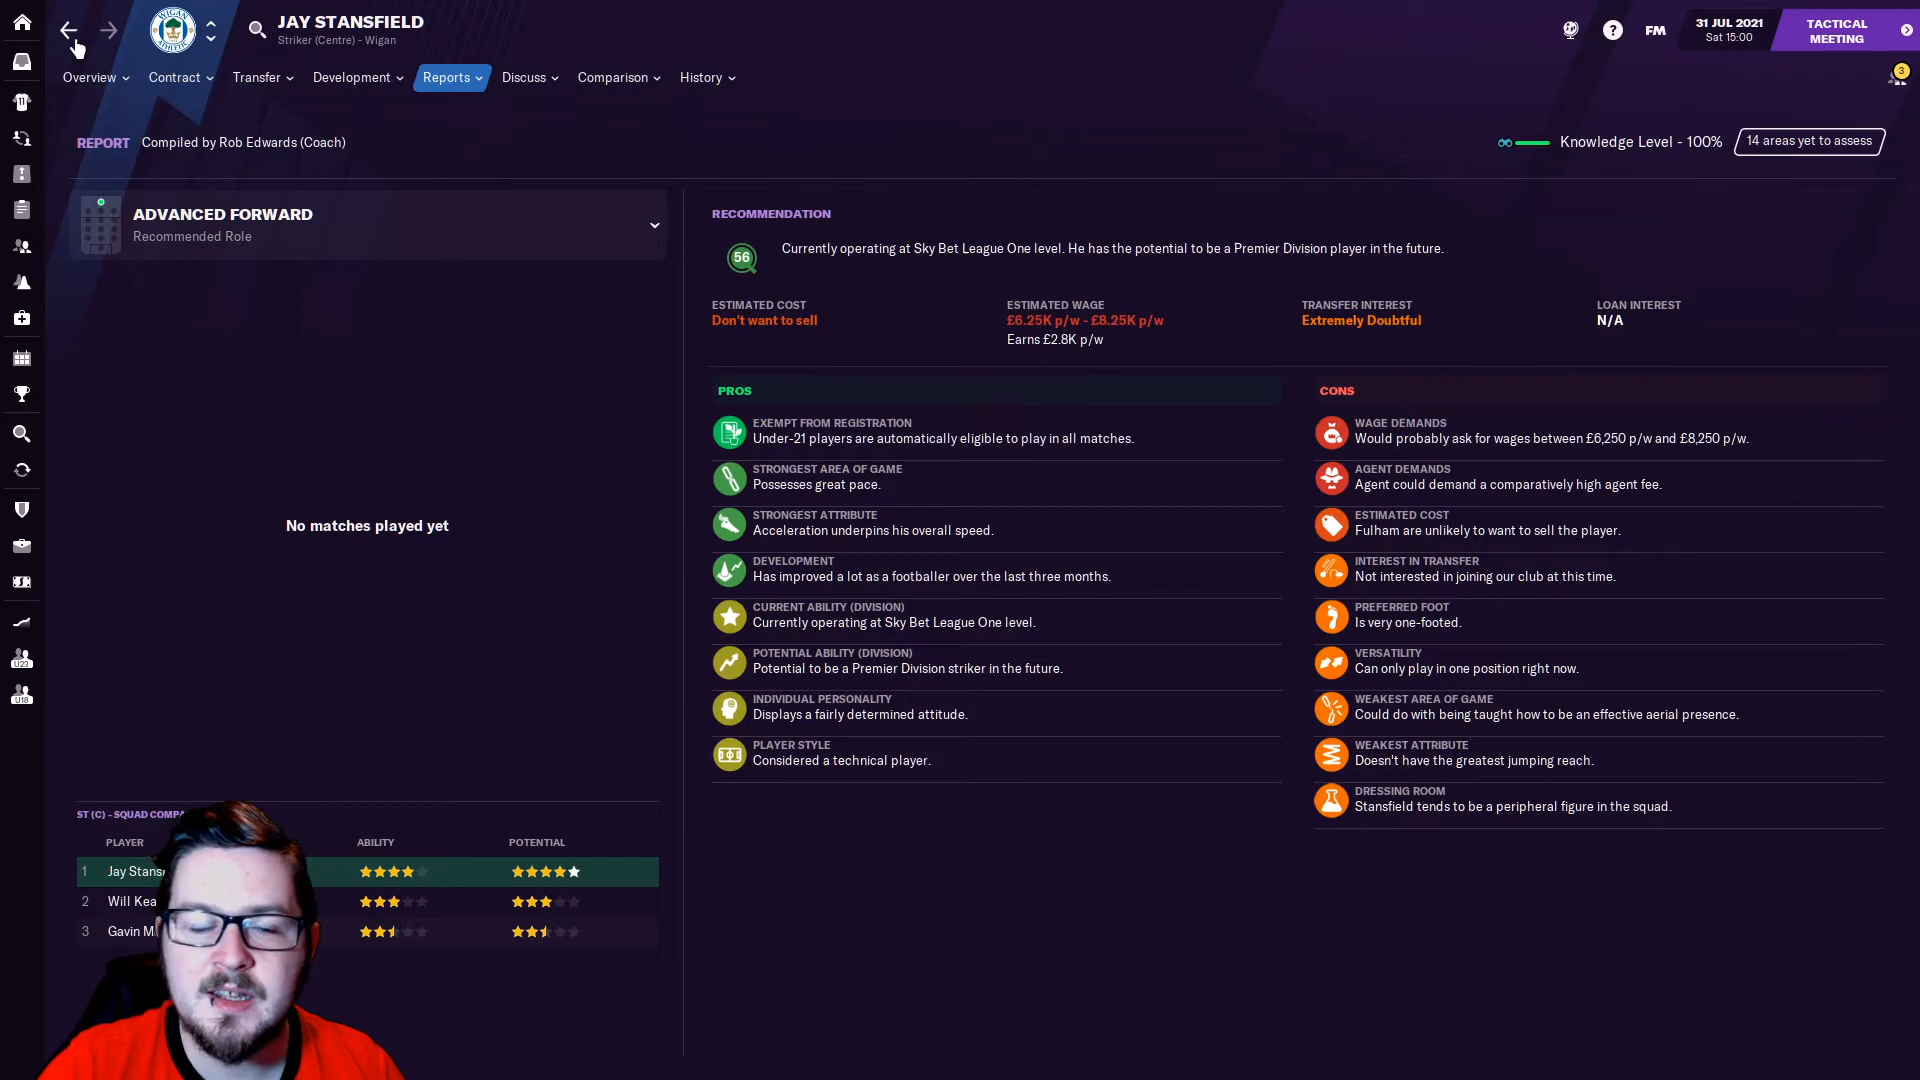 JAY STANSFIELD
Striker (Centre) - Wigan
FM
31 JUL 2021
Sat 15:00
TACTICAL
MEETING
Overview
Contract
Transfer
Development
Reports
Discuss
Comparison
History
3
REPORT Compiled by Rob Edwards (Coach)
Knowledge Level - 100%
14 areas yet to assess
ADVANCED FORWARD
Recommended Role
No matches played yet
RECOMMENDATION
56
Currently operating at Sky Bet League One level. He has the potential to be a Premier Division player in the future.
ESTIMATED COST
Don't want to sell
ESTIMATED WAGE
£6.25K p/w - £8.25K p/w
Earns £2.8K p/w
TRANSFER INTEREST
Extremely Doubtful
LOAN INTEREST
N/A
PROS
EXEMPT FROM REGISTRATION
Under-21 players are automatically eligible to play in all matches.
STRONGEST AREA OF GAME
Possesses great pace.
STRONGEST ATTRIBUTE
Acceleration underpins his overall speed.
DEVELOPMENT
Has improved a lot as a footballer over the last three months.
CURRENT ABILITY (DIVISION)
Currently operating at Sky Bet League One level.
POTENTIAL ABILITY (DIVISION)
Potential to be a Premier Division striker in the future.
INDIVIDUAL PERSONALITY
Displays a fairly determined attitude.
PLAYER STYLE
Considered a technical player.
CONS
WAGE DEMANDS
Would probably ask for wages between £6,250 p/w and £8,250 p/w.
AGENT DEMANDS
Agent could demand a comparatively high agent fee.
ESTIMATED COST
Fulham are unlikely to want to sell the player.
INTEREST IN TRANSFER
Not interested in joining our club at this time.
PREFERRED FOOT
Is very one-footed.
VERSATILITY
Can only play in one position right now.
WEAKEST AREA OF GAME
Could do with being taught how to be an effective aerial presence.
WEAKEST ATTRIBUTE
Doesn't have the greatest jumping reach.
DRESSING ROOM
Stansfield tends to be a peripheral figure in the squad.
ST (C) - SQUAD COMPA
PLAYER ABILITY POTENTIAL
1 Jay Stans
2 Will Kea
3 Gavin M
U23
U18